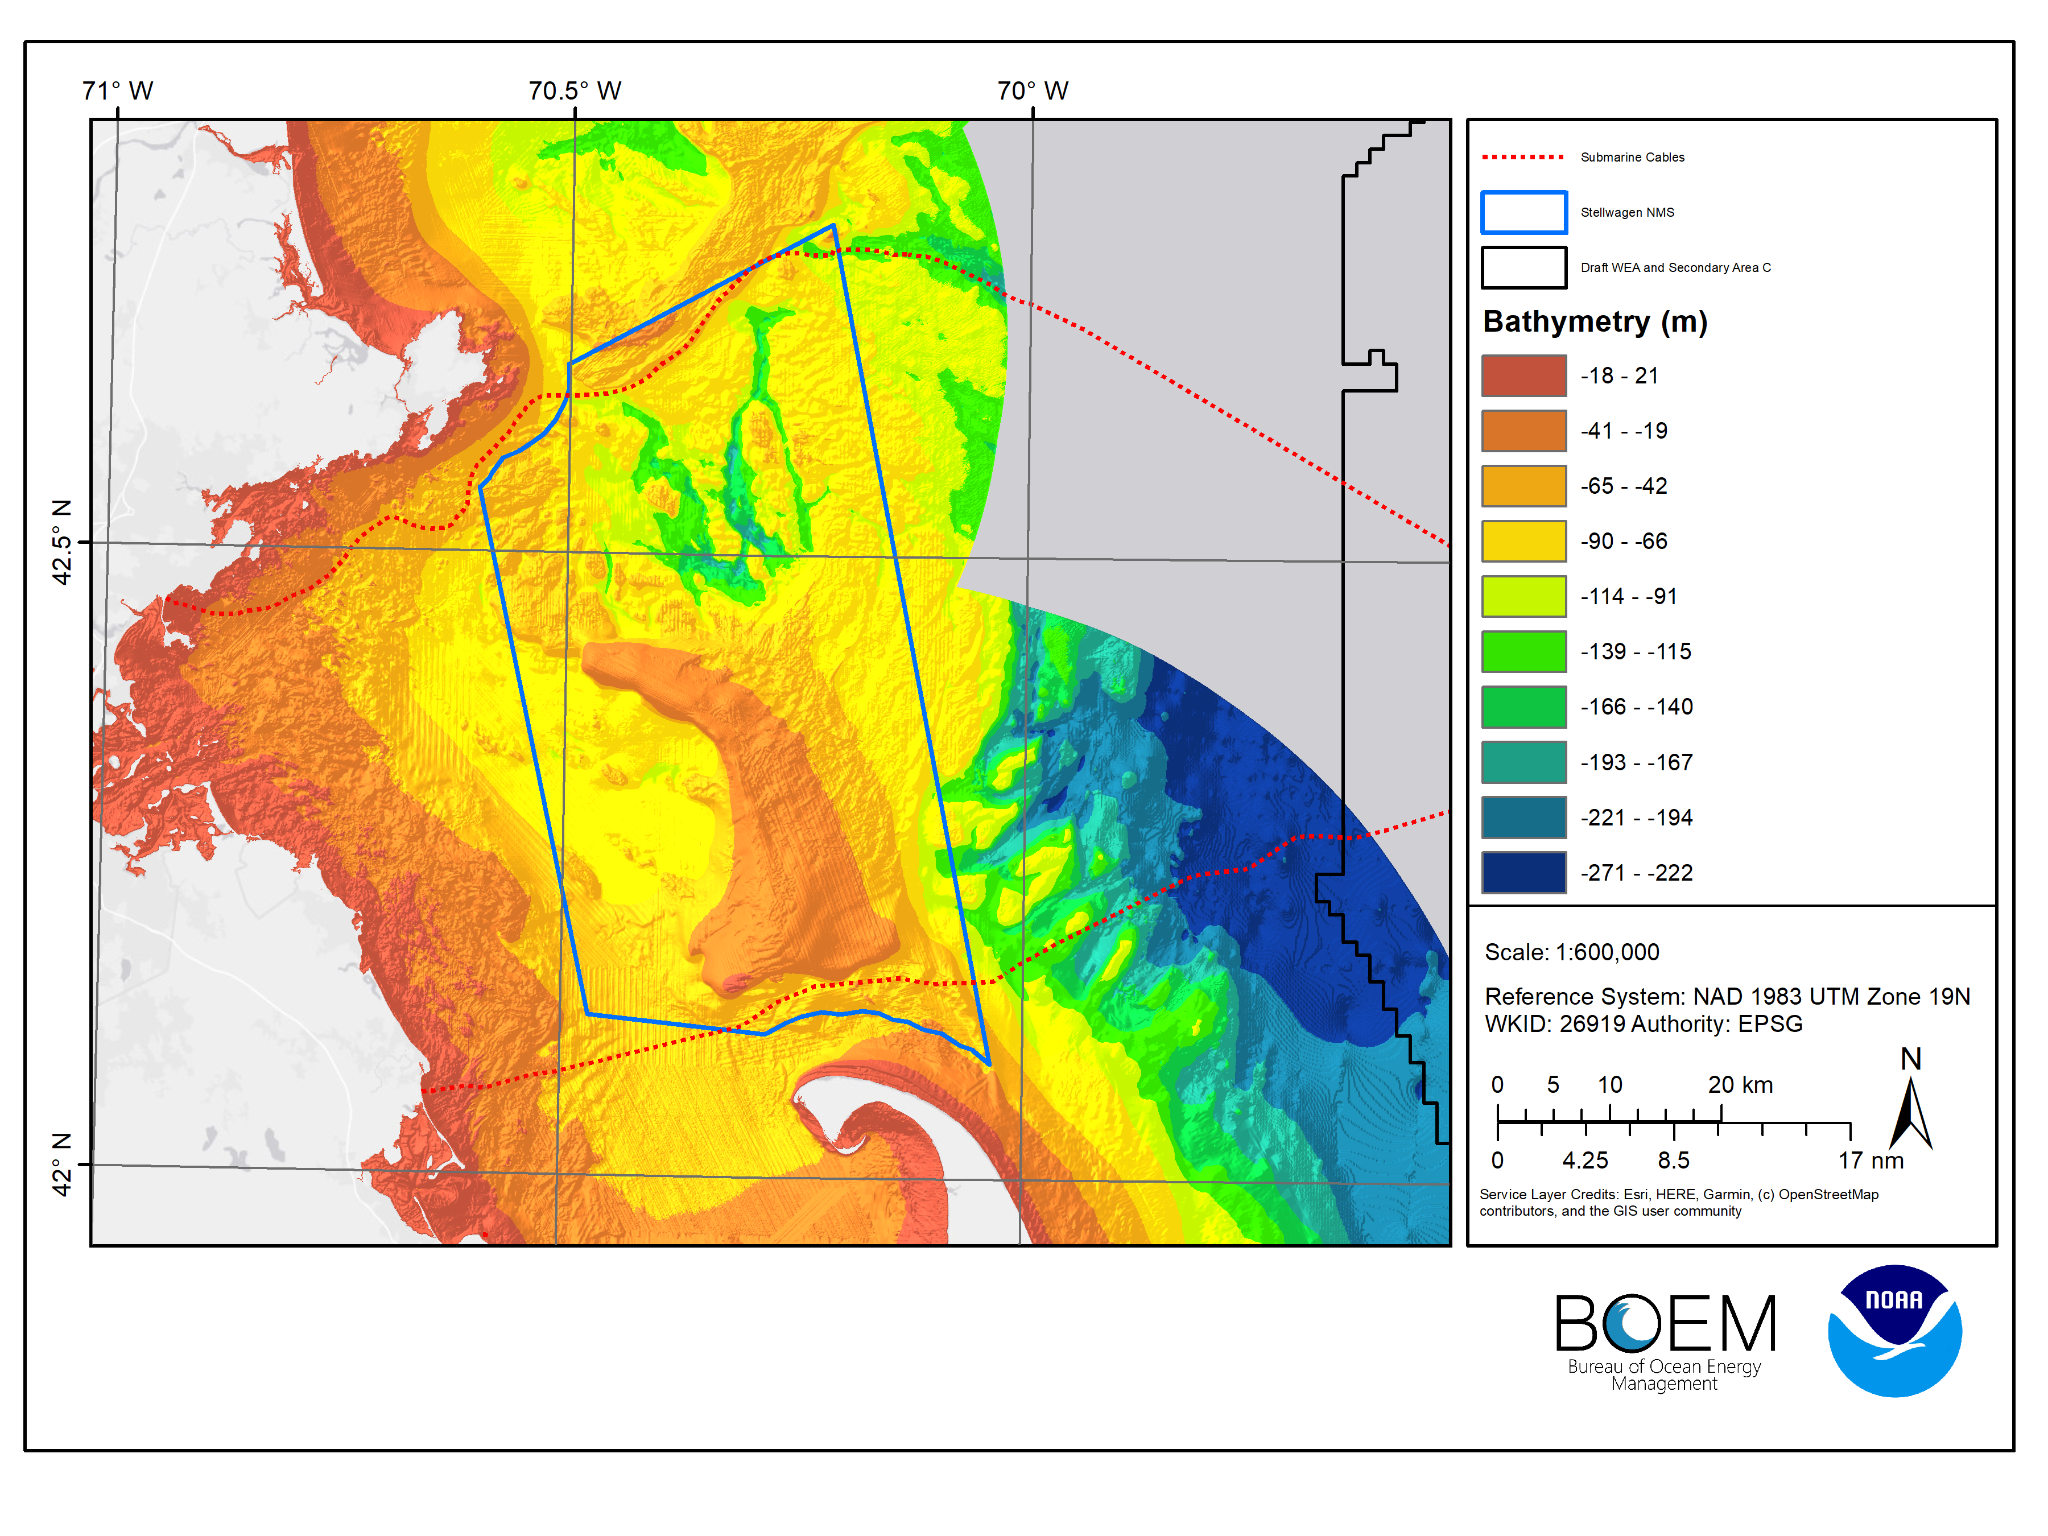 71° W
70.5° W
70° W
42.5° N
42° N
Submarine Cables
Stellwagen NMS
Draft WEA and Secondary Area C
Bathymetry (m)
-18 - 21
-41 - -19
-65 - -42
-90 - -66
-114 - -91
-139 - -115
-166 - -140
-193 - -167
-221 - -194
-271 - -222
Scale: 1:600,000
Reference System: NAD 1983 UTM Zone 19N
WKID: 26919 Authority: EPSG
N
0 5 10 20 km
0 4.25 8.5 17 nm
Service Layer Credits: Esri, HERE, Garmin, (c) OpenStreetMap
contributors, and the GIS user community
BOEM
Bureau of Ocean Energy
Management
NOAA